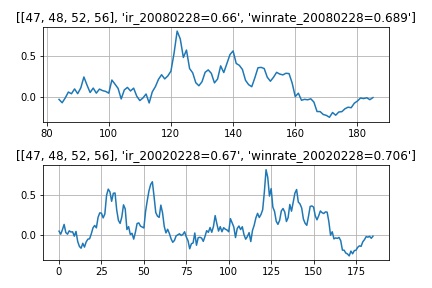 [[47, 48, 52, 56], 'ir_20080228=0.66', 'winrate_20080228=0.689']
0.5
0.0
80 100 120 140 160 180
[[47, 48, 52, 56], 'ir_20020228=0.67', 'winrate_20020228=0.706']
0.5
0.0
0 25 50 75 100 125 150 175